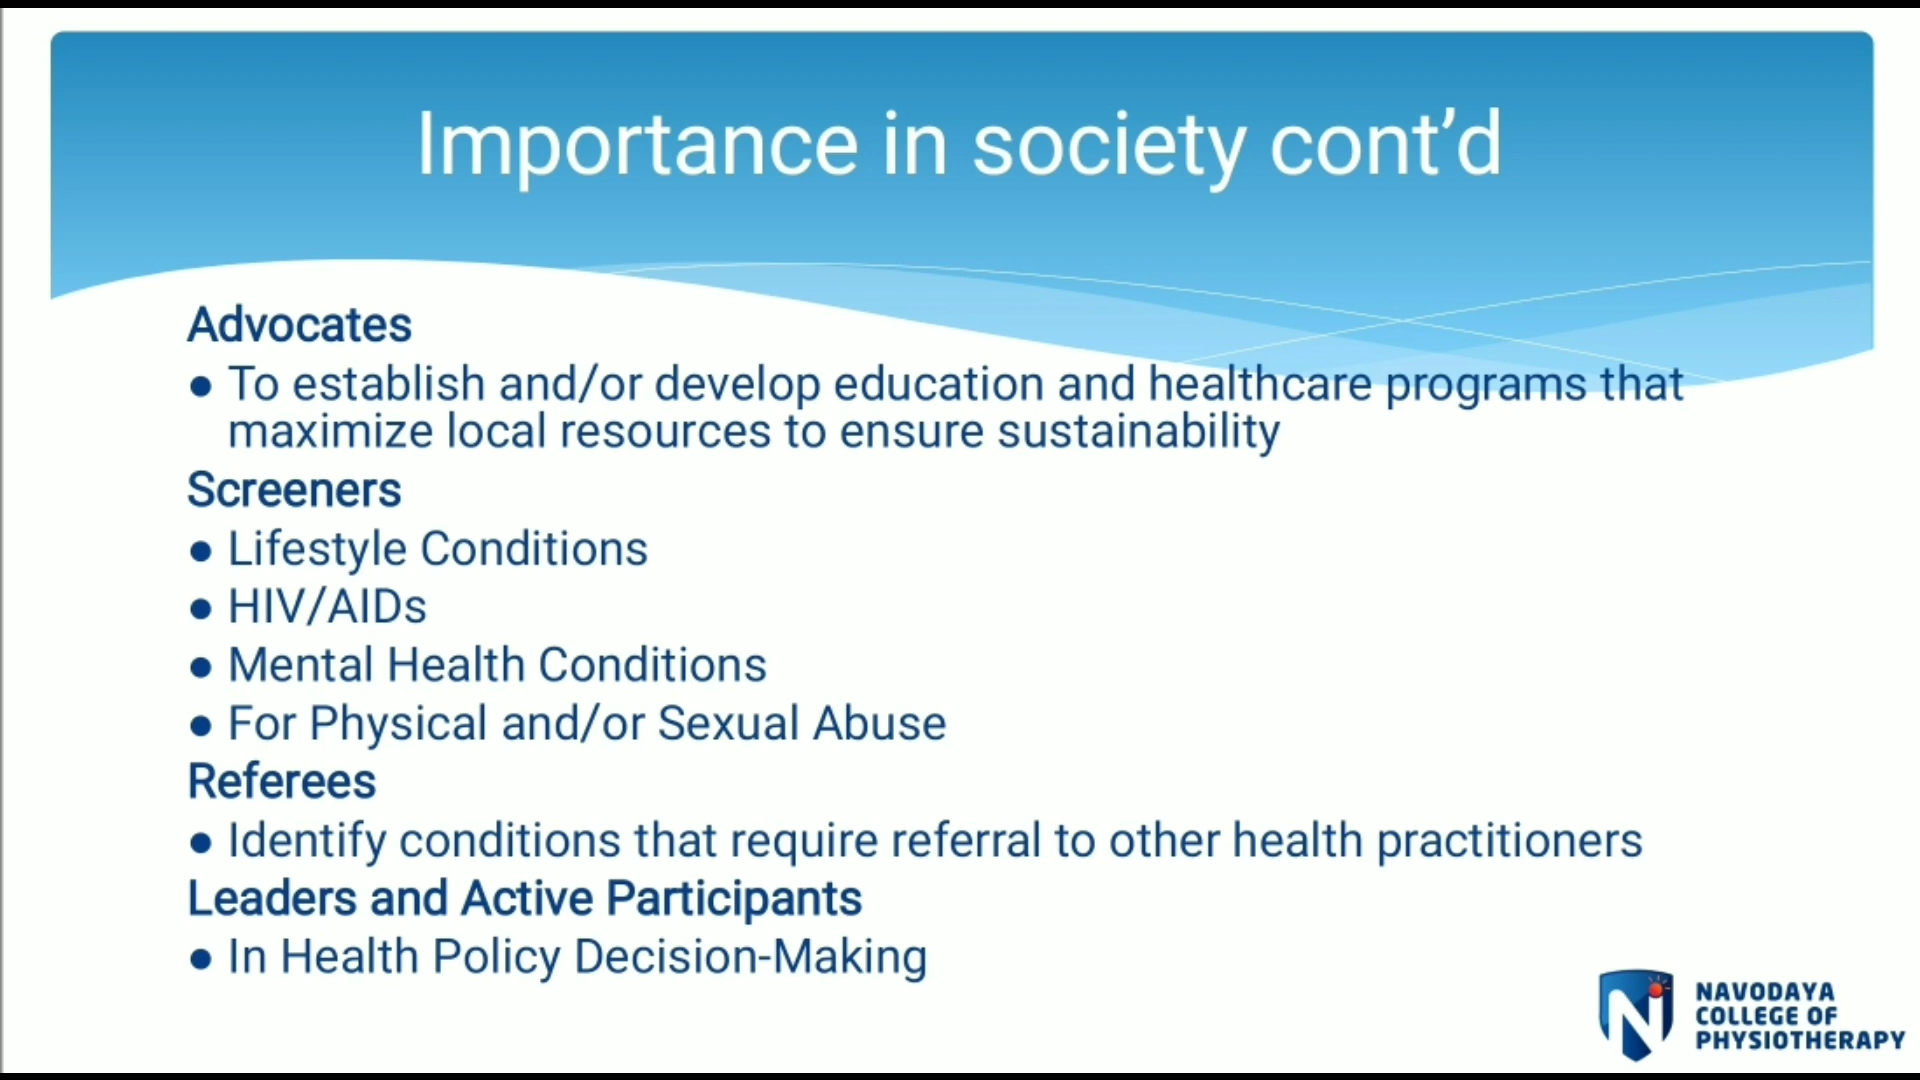 Importance in society cont’d
Advocates
● To establish and/or develop education and healthcare programs that
maximize local resources to ensure sustainability
Screeners
● Lifestyle Conditions
● HIV/AIDs
● Mental Health Conditions
● For Physical and/or Sexual Abuse
Referees
● Identify conditions that require referral to other health practitioners
Leaders and Active Participants
● In Health Policy Decision-Making
N
NAVODAYA
COLLEGE OF
PHYSIOTHERAPY